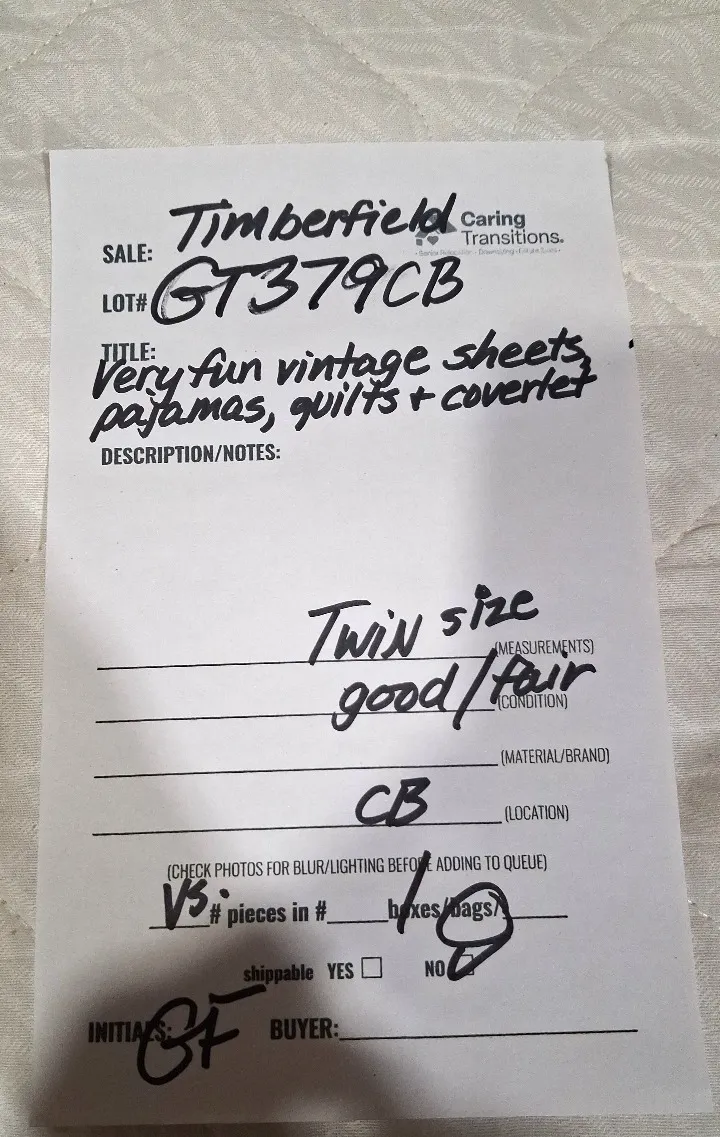 SALE: Timberfield Caring Transitions.
LOT# GT379CB
TITLE:
Very fun vintage sheets,
pajamas, quilts + coverlet
DESCRIPTION/NOTES:
Twin size (MEASUREMENTS)
good/fair (CONDITION)
(MATERIAL/BRAND)
CB (LOCATION)
(CHECK PHOTOS FOR BLUR/LIGHTING BEFORE ADDING TO QUEUE)
VS. # pieces in # 1 boxes/bags/
shippable YES NO
INITIALS: GF BUYER: